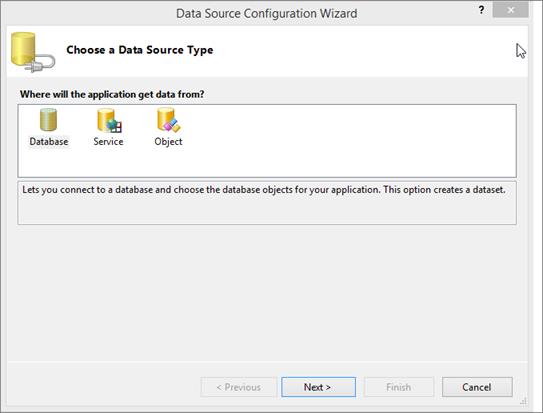 Data Source Configuration Wizard
?
Choose a Data Source Type
Where will the application get data from?
Database Service Object
Lets you connect to a database and choose the database objects for your application. This option creates a dataset.
< Previous Next > Finish Cancel